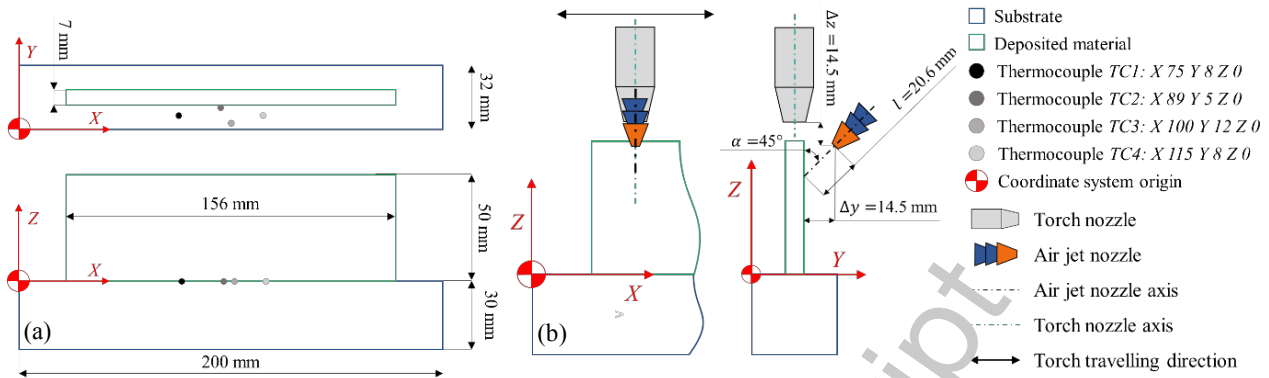 7 mm
Y
X
32 mm
Z
156 mm
X
50 mm
30 mm
(a)
200 mm
Z
X
(b)
Δz =14.5 mm
l =20.6 mm
α =45°
Δy =14.5 mm
Z
Y
Substrate
Deposited material
Thermocouple TC1: X 75 Y 8 Z 0
Thermocouple TC2: X 89 Y 5 Z 0
Thermocouple TC3: X 100 Y 12 Z 0
Thermocouple TC4: X 115 Y 8 Z 0
Coordinate system origin
Torch nozzle
Air jet nozzle
Air jet nozzle axis
Torch nozzle axis
Torch travelling direction
ipt